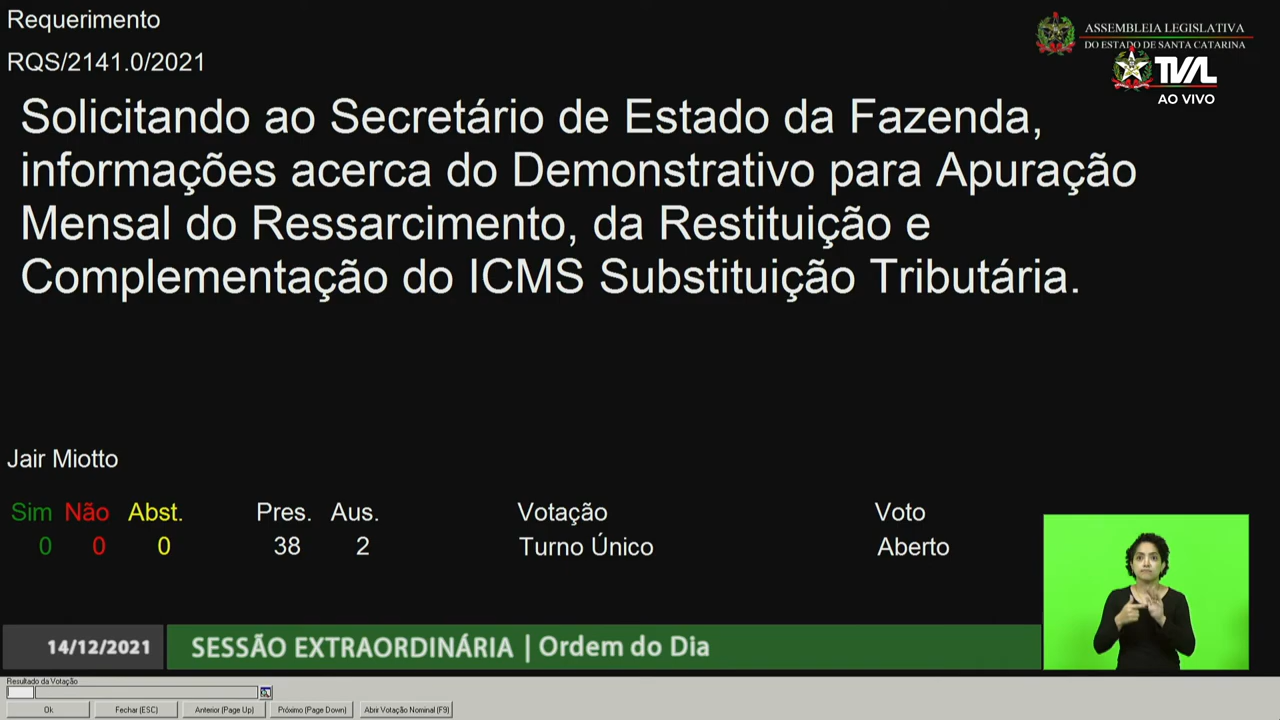 Requerimento
RQS/2141.0/2021
ASSEMBLEIA LEGISLATIVA
DO ESTADO DE SANTA CATARINA
TVAL
AO VIVO
Solicitando ao Secretário de Estado da Fazenda,
informações acerca do Demonstrativo para Apuração
Mensal do Ressarcimento, da Restituição e
Complementação do ICMS Substituição Tributária.
Jair Miotto
Sim Não Abst. Pres. Aus. Votação Voto
0 0 0 38 2 Turno Único Aberto
14/12/2021 SESSÃO EXTRAORDINÁRIA | Ordem do Dia
Resultado da Votação
Ok Fechar (ESC) Anterior (Page Up) Próximo (Page Down) Abrir Votação Nominal (F9)